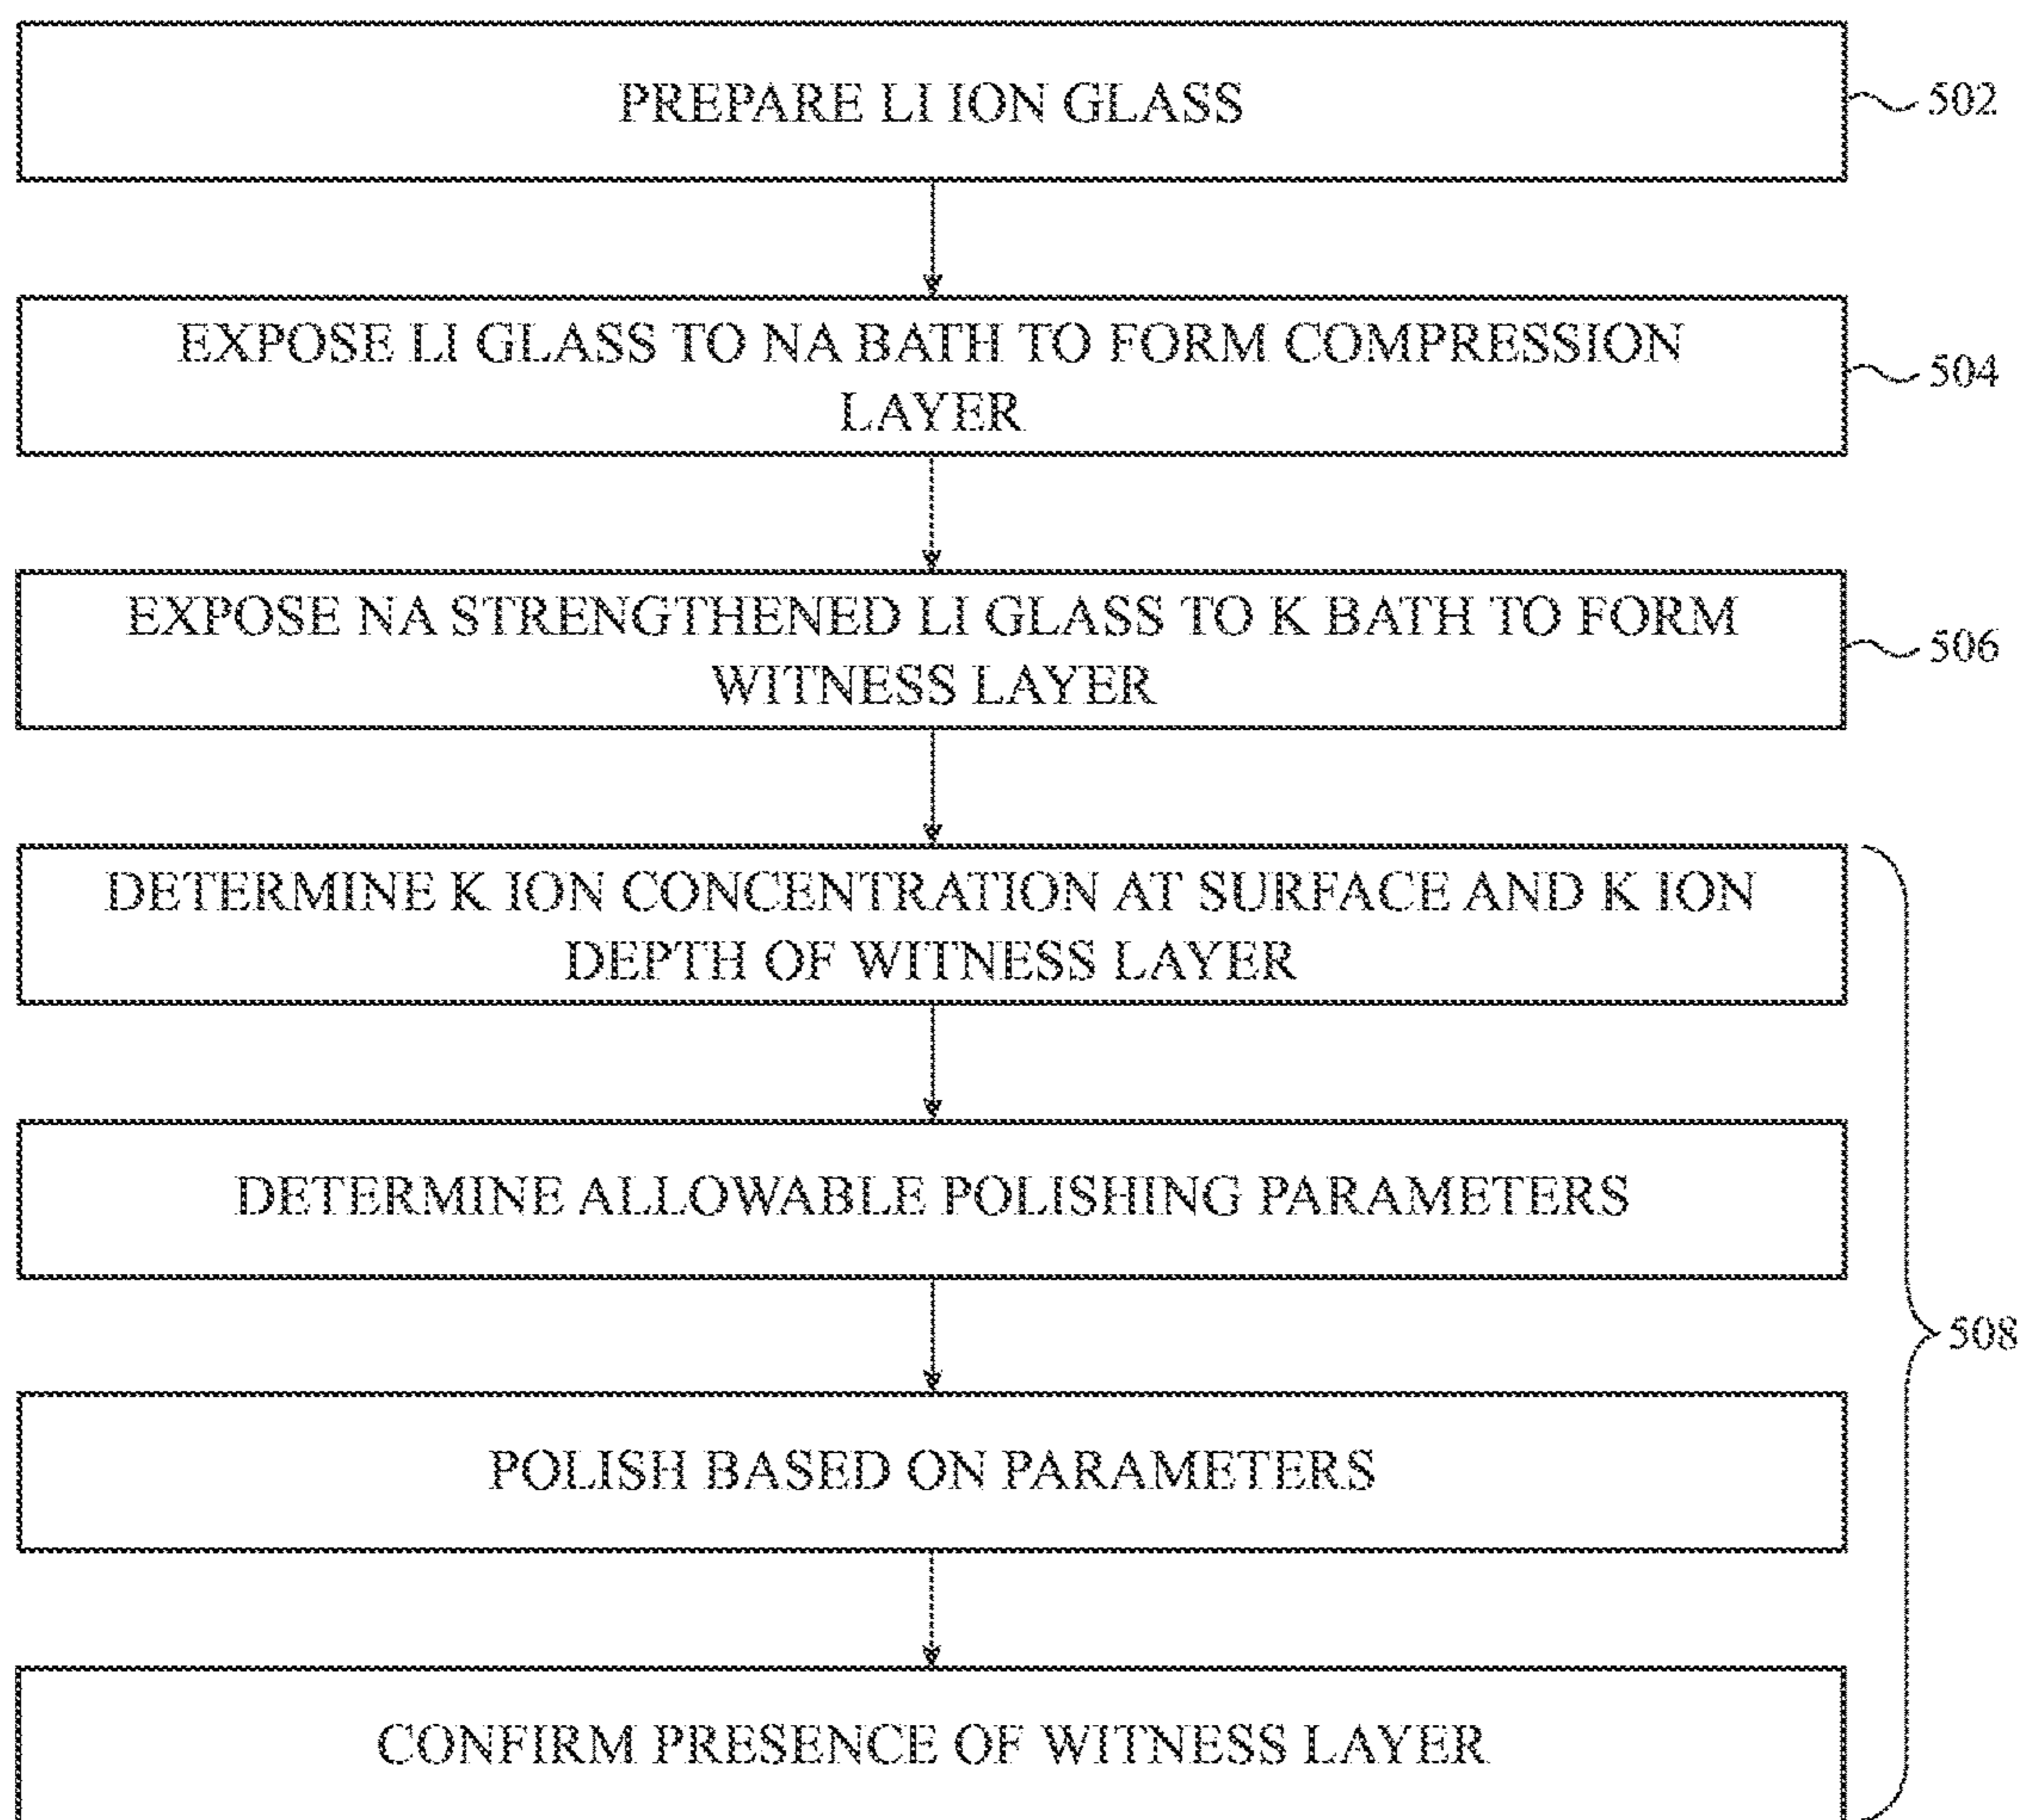 PREPARE LI ION GLASS
502
EXPOSE LI GLASS TO NA BATH TO FORM COMPRESSION
LAYER
504
EXPOSE NA STRENGTHENED LI GLASS TO K BATH TO FORM
WITNESS LAYER
506
DETERMINE K ION CONCENTRATION AT SURFACE AND K ION
DEPTH OF WITNESS LAYER
DETERMINE ALLOWABLE POLISHING PARAMETERS
508
POLISH BASED ON PARAMETERS
CONFIRM PRESENCE OF WITNESS LAYER